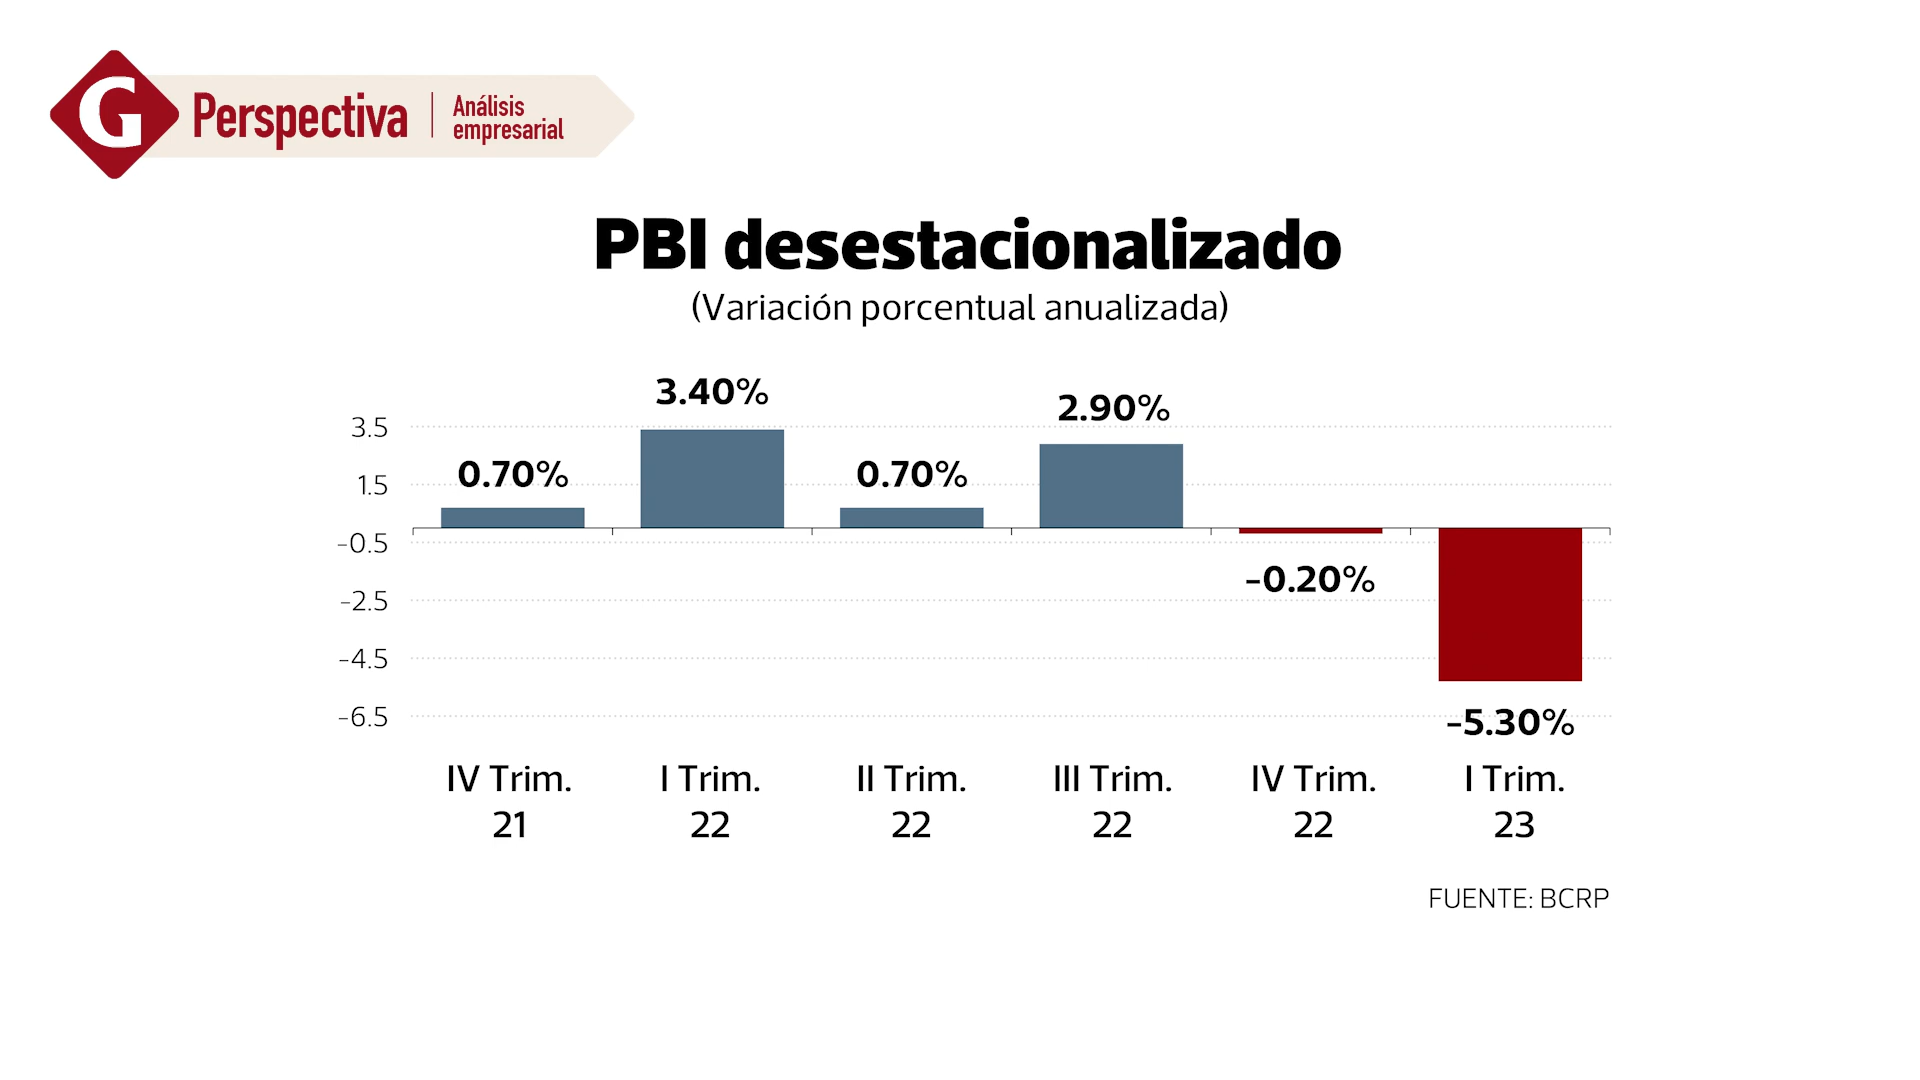 G Perspectiva
Análisis
empresarial
PBI desestacionalizado
(Variación porcentual anualizada)
3.5
1.5
-0.5
-2.5
-4.5
-6.5
0.70%
3.40%
0.70%
2.90%
-0.20%
-5.30%
IV Trim.
21
I Trim.
22
II Trim.
22
III Trim.
22
IV Trim.
22
I Trim.
23
FUENTE: BCRP